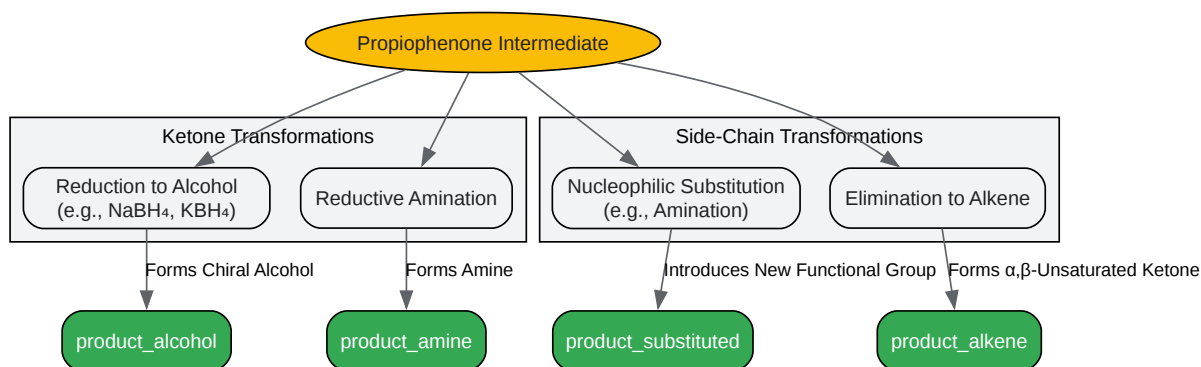 Propiophenone Intermediate
Ketone Transformations
Side-Chain Transformations
Reduction to Alcohol
(e.g., NaBH₄, KBH₄)
Reductive Amination
Nucleophilic Substitution
(e.g., Amination)
Elimination to Alkene
Forms Chiral Alcohol
Forms Amine
Introduces New Functional Group
Forms α,β-Unsaturated Ketone
product_alcohol
product_amine
product_substituted
product_alkene